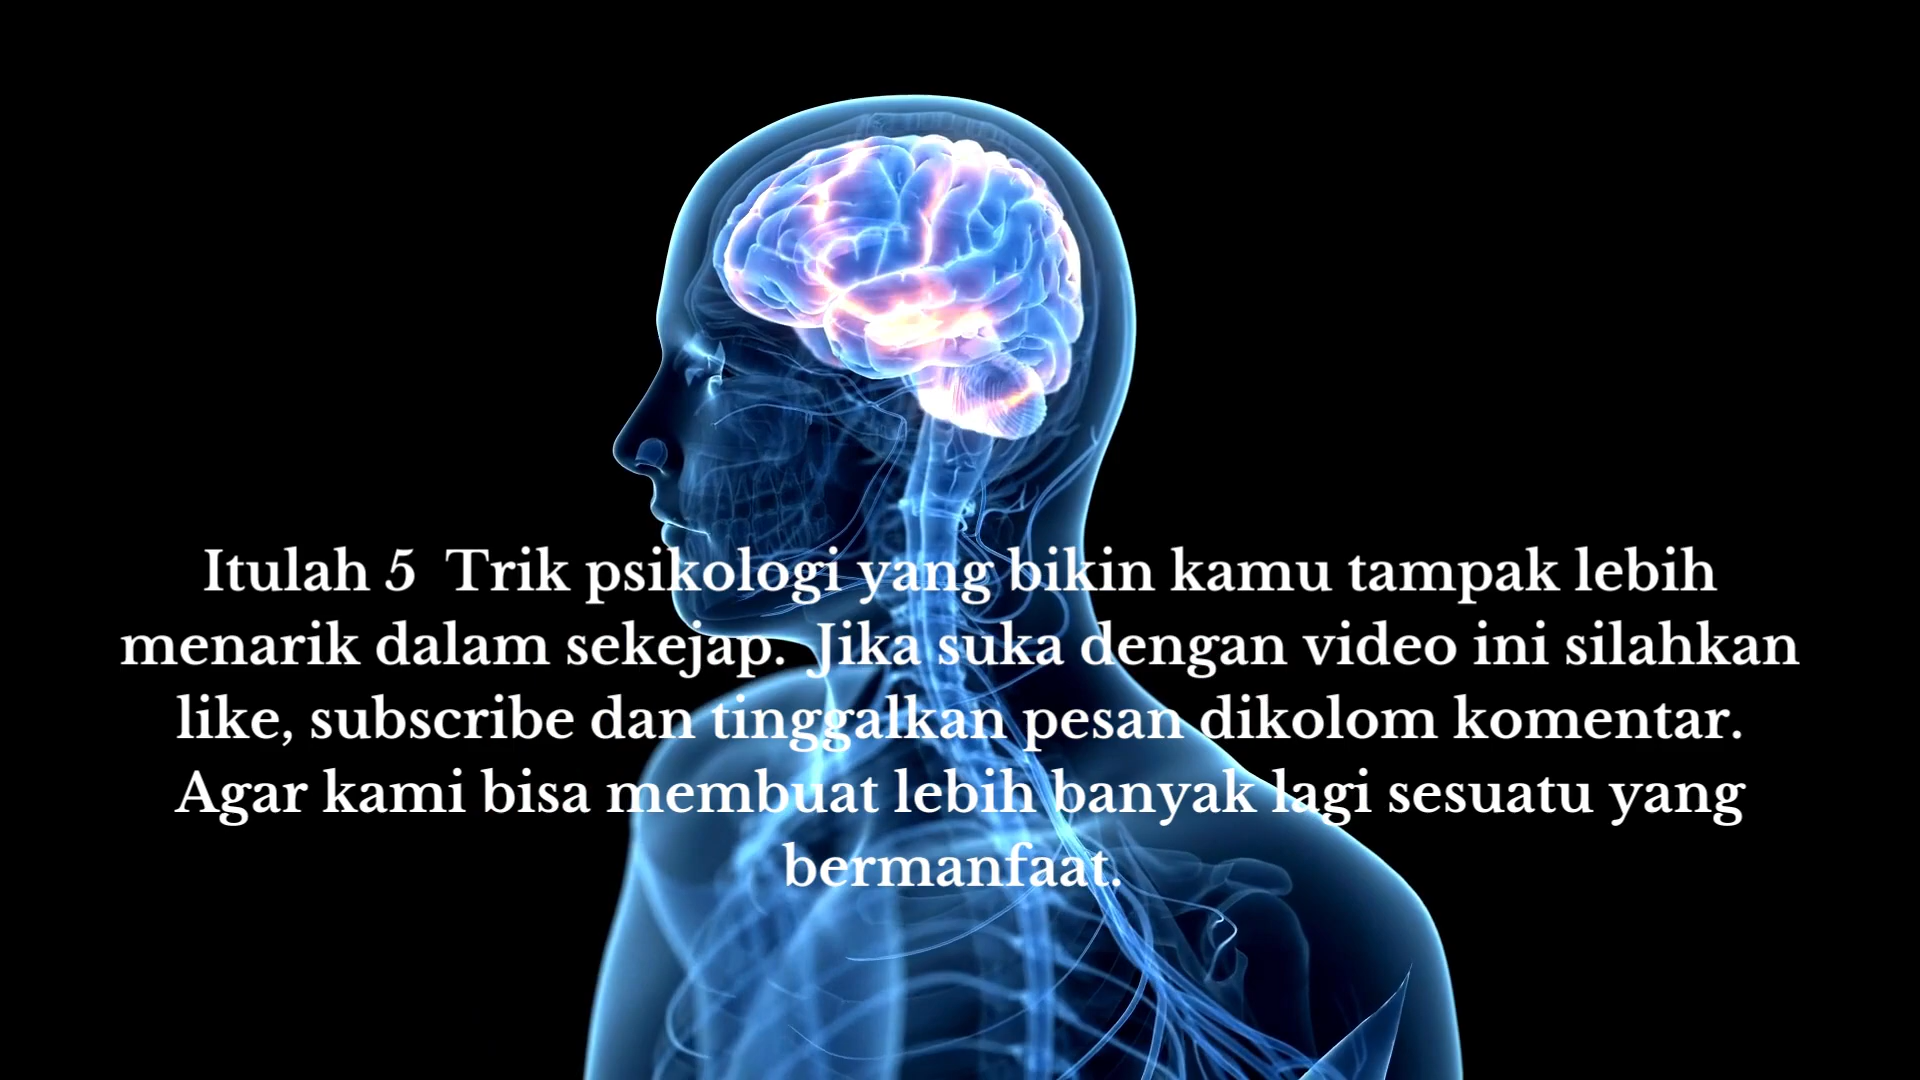 Itulah 5  Trik psikologi yang bikin kamu tampak lebih
menarik dalam sekejap.  Jika suka dengan video ini silahkan
like, subscribe dan tinggalkan pesan dikolom komentar.
Agar kami bisa membuat lebih banyak lagi sesuatu yang
bermanfaat.